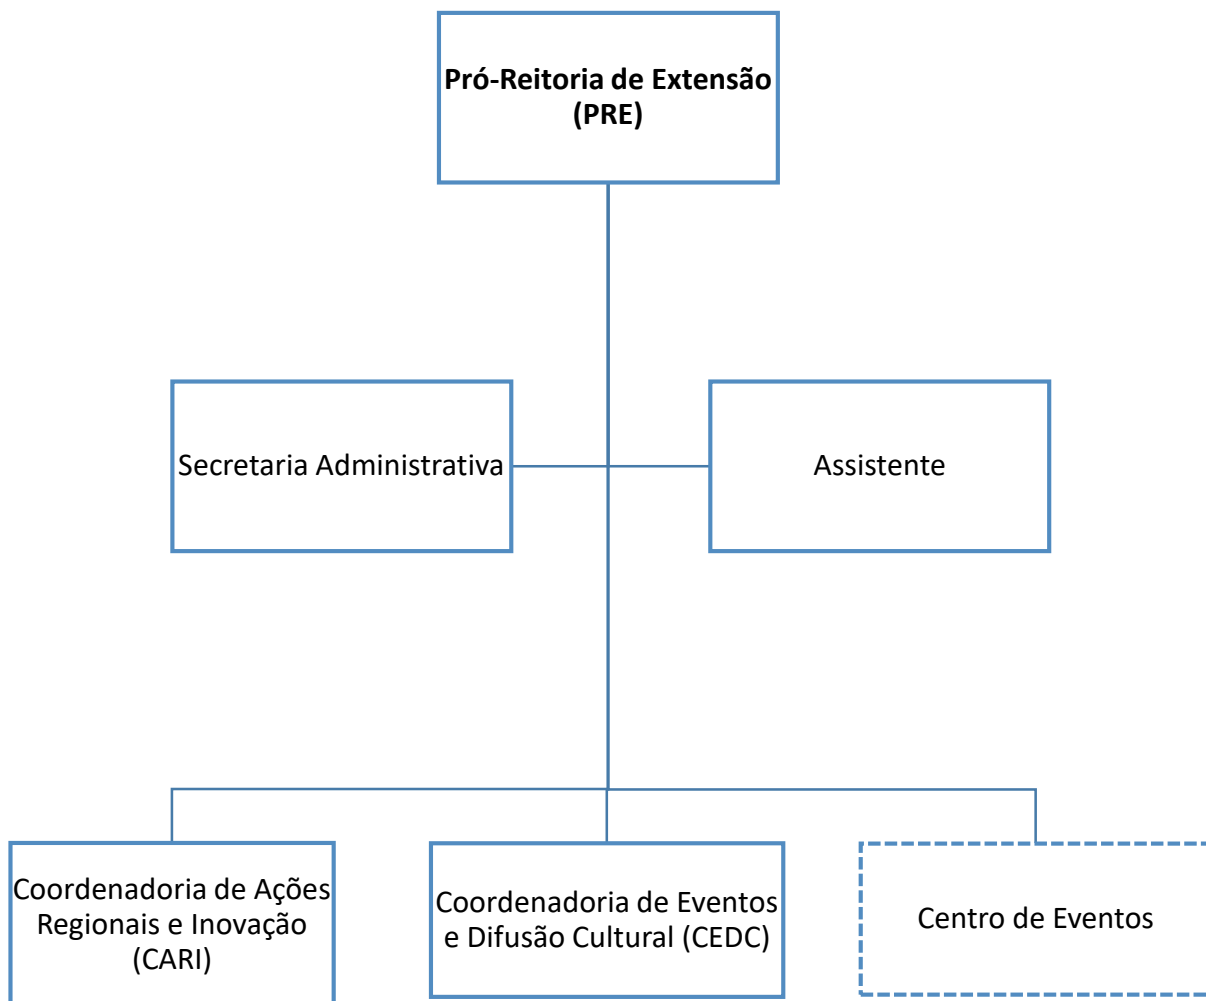 Pró-Reitoria de Extensão
(PRE)
Secretaria Administrativa
Assistente
Coordenadoria de Ações
Regionais e Inovação
(CARI)
Coordenadoria de Eventos
e Difusão Cultural (CEDC)
Centro de Eventos